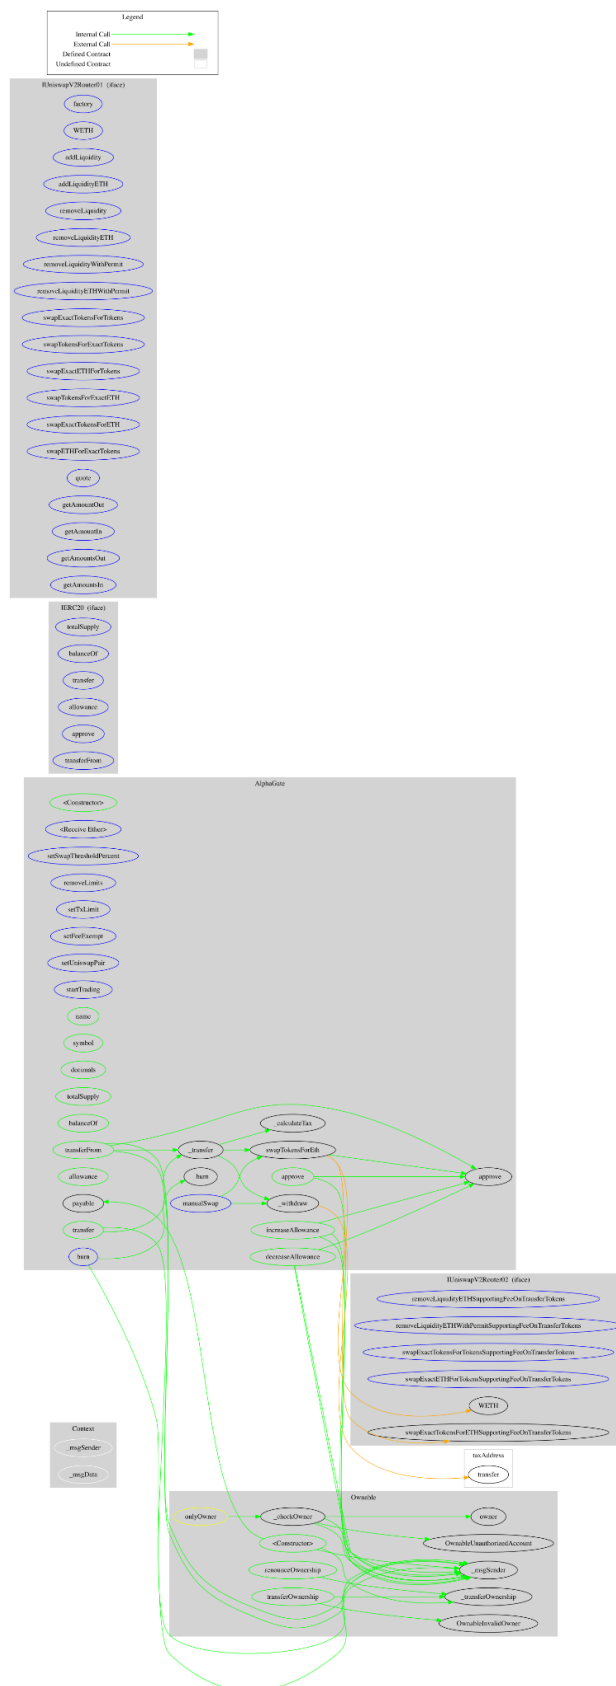 Legend
Internal Call
External Call
Defined Contract
Undefined Contract
IUniswapV2Router01 (iface)
factory
WETH
addLiquidity
addLiquidityETH
removeLiquidity
removeLiquidityETH
removeLiquidityWithPermit
removeLiquidityETHWithPermit
swapExactTokensForTokens
swapTokensForExactTokens
swapExactETHForTokens
swapTokensForExactETH
swapExactTokensForETH
swapETHForExactTokens
quote
getAmountOut
getAmountIn
getAmountsOut
getAmountsIn
IERC20 (iface)
totalSupply
balanceOf
transfer
allowance
approve
transferFrom
AlphaGate
<Constructor>
<Receive Ether>
setSwapThresholdPercent
removeLimits
setTxLimit
setFeeExempt
setUniswapPair
startTrading
name
symbol
decimals
totalSupply
balanceOf
_calculateTax
transferFrom
_transfer
swapTokensForEth
allowance
_burn
approve
_approve
payable
manualSwap
_withdraw
transfer
increaseAllowance
burn
decreaseAllowance
IUniswapV2Router02 (iface)
removeLiquidityETHSupportingFeeOnTransferTokens
removeLiquidityETHWithPermitSupportingFeeOnTransferTokens
swapExactTokensForTokensSupportingFeeOnTransferTokens
swapExactETHForTokensSupportingFeeOnTransferTokens
WETH
swapExactTokensForETHSupportingFeeOnTransferTokens
Context
_msgSender
_msgData
taxAddress
transfer
Ownable
onlyOwner
_checkOwner
owner
<Constructor>
OwnableUnauthorizedAccount
renounceOwnership
_msgSender
transferOwnership
_transferOwnership
OwnableInvalidOwner